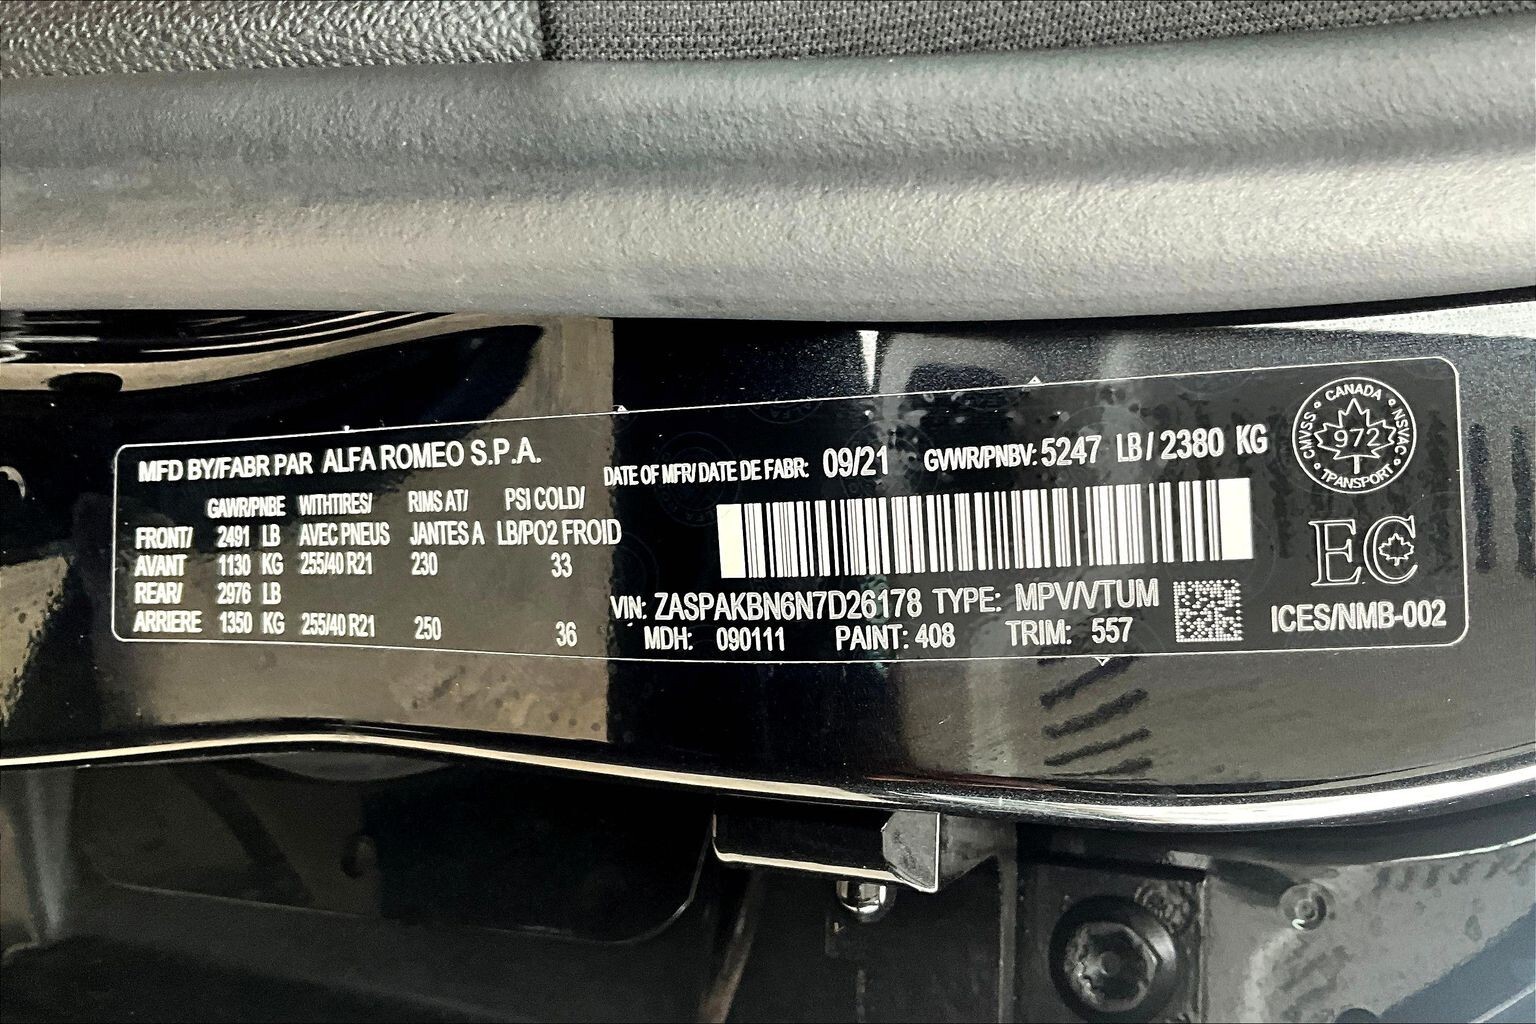 MFD BY/FABR PAR ALFA ROMEO S.P.A.
DATE OF MFR/ DATE DE FABR: 09/21 GVWR/PNBV: 5247 LB / 2380 KG
GAWR/PNBE WITHTIRES/ RIMS AT/ PSI COLD/
FRONT/ 2491 LB AVEC PNEUS JANTES A LB/PO2 FROID
AVANT 1130 KG 255/40 R21 230 33
REAR/ 2976 LB
ARRIERE 1350 KG 255/40 R21 250 36
VIN: ZASPAKBN6N7D26178 TYPE: MPV/VTUM
MDH: 090111 PAINT: 408 TRIM: 557
CANADA
CMVSS 972 NSVAC
TRANSPORT
EC
ICES/NMB-002